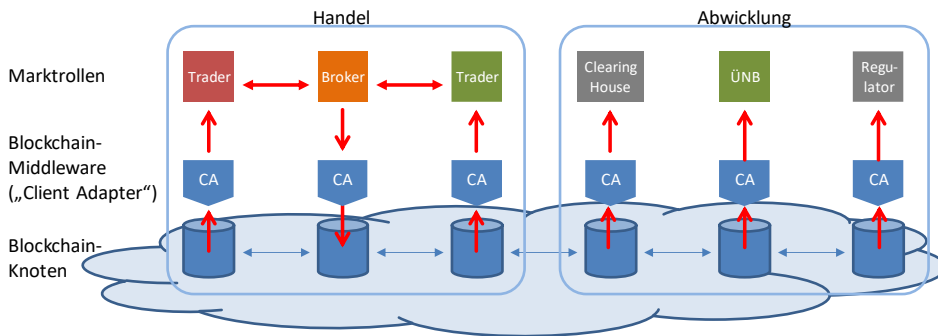 Handel
Abwicklung
Marktrollen
Trader
Broker
Trader
Clearing
House
ÜNB
Regu-
lator
Blockchain-
Middleware
(„Client Adapter“)
CA
CA
CA
CA
CA
CA
Blockchain-
Knoten